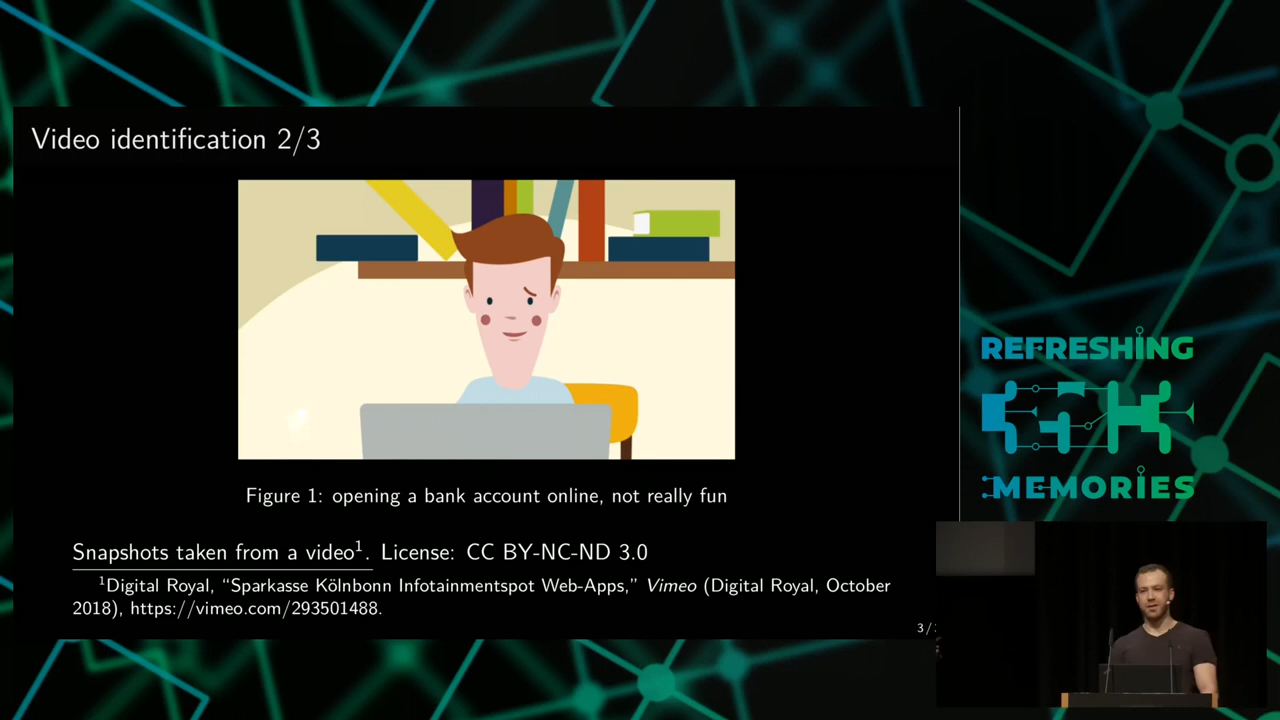 Video identification 2/3
Figure 1: opening a bank account online, not really fun
Snapshots taken from a video¹. License: CC BY-NC-ND 3.0
¹Digital Royal, “Sparkasse Kölnbonn Infotainmentspot Web-Apps,” Vimeo (Digital Royal, October
2018), https://vimeo.com/293501488.
3/
REFRESHING
MEMORIES